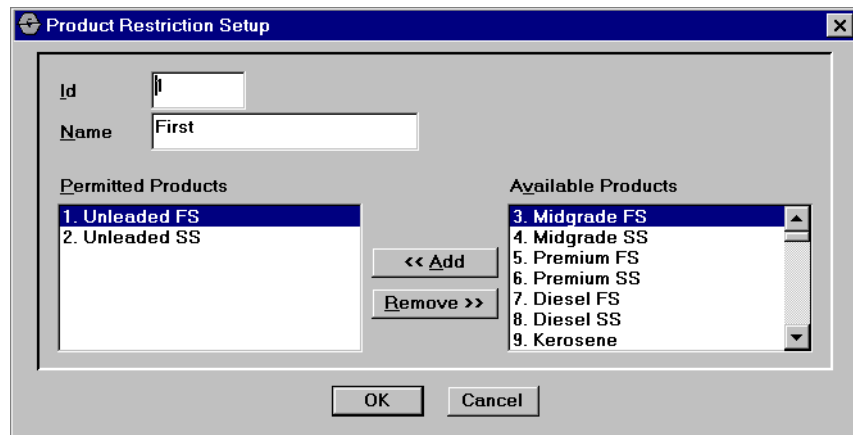 Product Restriction Setup
Id
1
Name
First
Permitted Products
1. Unleaded FS
2. Unleaded SS
<< Add
Remove >>
Available Products
3. Midgrade FS
4. Midgrade SS
5. Premium FS
6. Premium SS
7. Diesel FS
8. Diesel SS
9. Kerosene
OK
Cancel